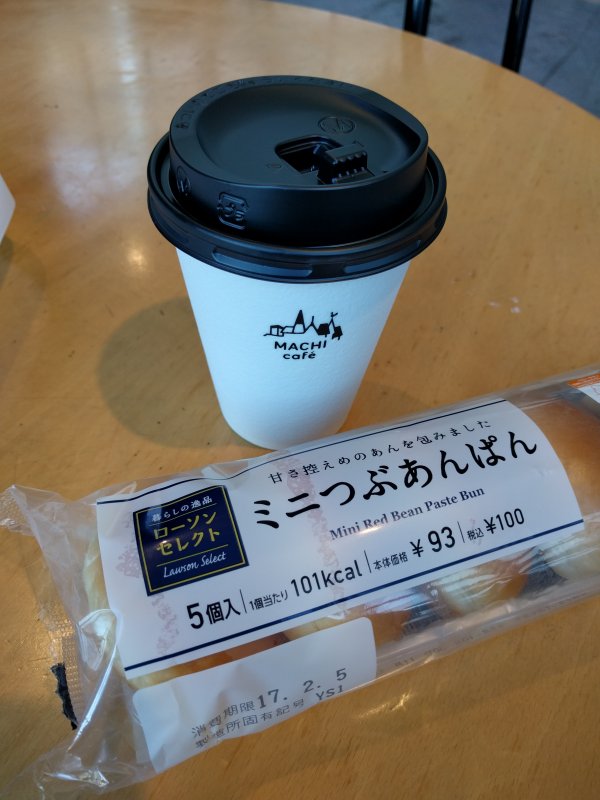 MACHI
café
甘さ控えめのあんを包みました
ミニつぶあんぱん
Mini Red Bean Paste Bun
暮らしの逸品
ローソン
セレクト
Lawson Select
5個入 1個当たり 101kcal 本体価格 ¥93 税込 ¥100
消費期限 17. 2. 5
製造所固有記号 YS1